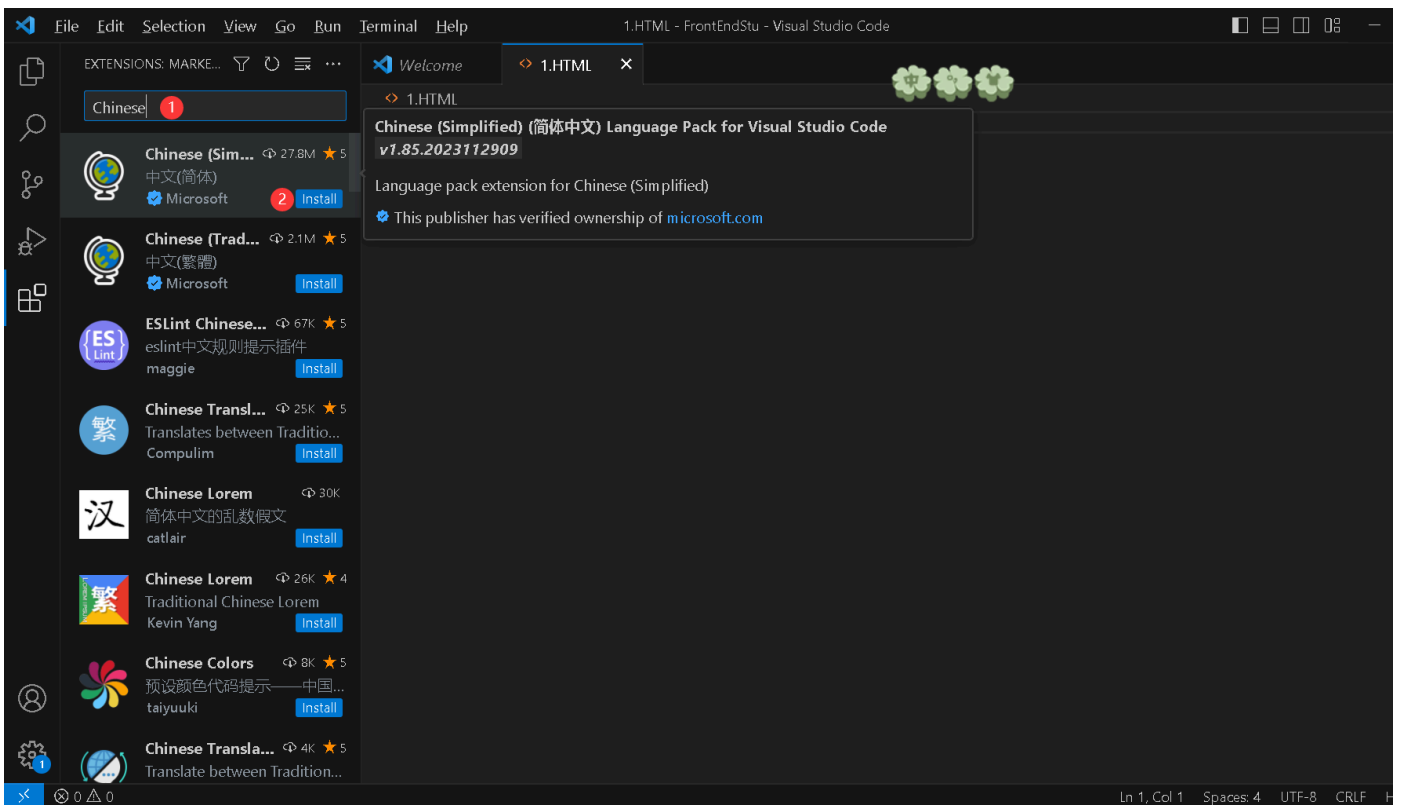 File Edit Selection View Go Run Terminal Help
1.HTML - FrontEndStu - Visual Studio Code
EXTENSIONS: MARKE...
Welcome
1.HTML
1.HTML
Chinese
1
Chinese (Simplified) (简体中文) Language Pack for Visual Studio Code
v1.85.2023112909
Language pack extension for Chinese (Simplified)
This publisher has verified ownership of microsoft.com
Chinese (Sim... 27.8M 5
中文(简体)
Microsoft 2 Install
Chinese (Trad... 2.1M 5
中文(繁體)
Microsoft Install
ESLint Chinese... 67K 5
eslint中文规则提示插件
maggie Install
ES
Lint
Chinese Transl... 25K 5
Translates between Traditio...
Compulim Install
繁
Chinese Lorem 30K
简体中文的乱数假文
catlair Install
汉
Chinese Lorem 26K 4
Traditional Chinese Lorem
Kevin Yang Install
繁
Chinese Colors 8K 5
预设颜色代码提示——中国...
taiyuuki Install
Chinese Transla... 4K 5
Translate between Tradition...
1
0 0
Ln 1, Col 1 Spaces: 4 UTF-8 CRLF H